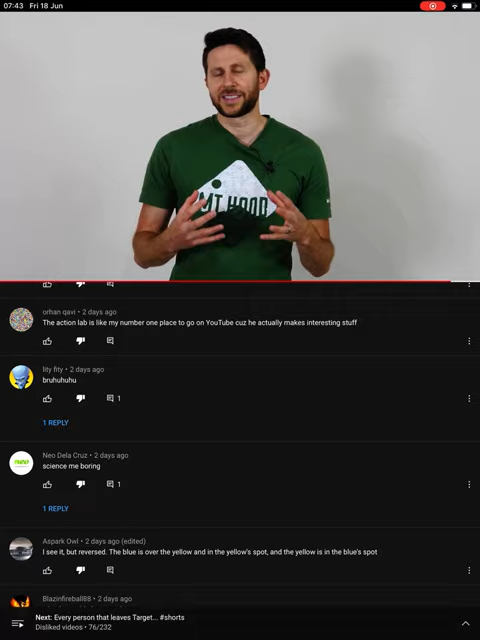 07:43 Fri 18 Jun
MT HOOD
orhan qavi • 2 days ago
The action lab is like my number one place to go on YouTube cuz he actually makes interesting stuff
lity fity • 2 days ago
bruhuhuhu
1
1 REPLY
Neo Dela Cruz • 2 days ago
science me boring
1
1 REPLY
Aspark Owl • 2 days ago (edited)
I see it, but reversed. The blue is over the yellow and in the yellow's spot, and the yellow is in the blue's spot
Blazinfireball88 • 2 days ago
Next: Every person that leaves Target... #shorts
Disliked videos • 76/232